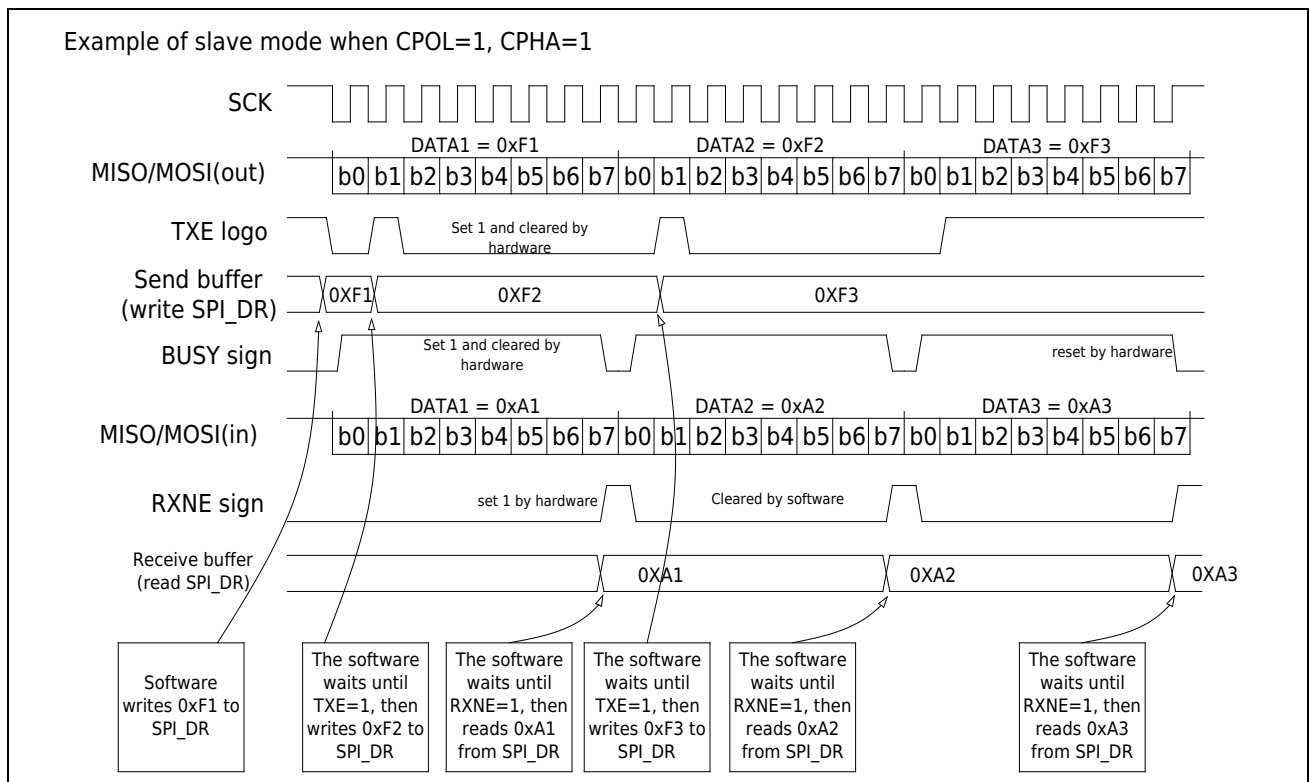 Example of slave mode when CPOL=1, CPHA=1
SCK
DATA1 = 0xF1
DATA2 = 0xF2
DATA3 = 0xF3
MISO/MOSI(out)
b0 b1 b2 b3 b4 b5 b6 b7 b0 b1 b2 b3 b4 b5 b6 b7 b0 b1 b2 b3 b4 b5 b6 b7
TXE logo
Set 1 and cleared by
hardware
Send buffer
(write SPI_DR)
0XF1
0XF2
0XF3
BUSY sign
Set 1 and cleared by
hardware
reset by hardware
DATA1 = 0xA1
DATA2 = 0xA2
DATA3 = 0xA3
MISO/MOSI(in)
b0 b1 b2 b3 b4 b5 b6 b7 b0 b1 b2 b3 b4 b5 b6 b7 b0 b1 b2 b3 b4 b5 b6 b7
RXNE sign
set 1 by hardware
Cleared by software
Receive buffer
(read SPI_DR)
0XA1
0XA2
0XA3
Software
writes 0xF1 to
SPI_DR
The software
waits until
TXE=1, then
writes 0xF2 to
SPI_DR
The software
waits until
RXNE=1, then
reads 0xA1
from SPI_DR
The software
waits until
TXE=1, then
writes 0xF3 to
SPI_DR
The software
waits until
RXNE=1, then
reads 0xA2
from SPI_DR
The software
waits until
RXNE=1, then
reads 0xA3
from SPI_DR